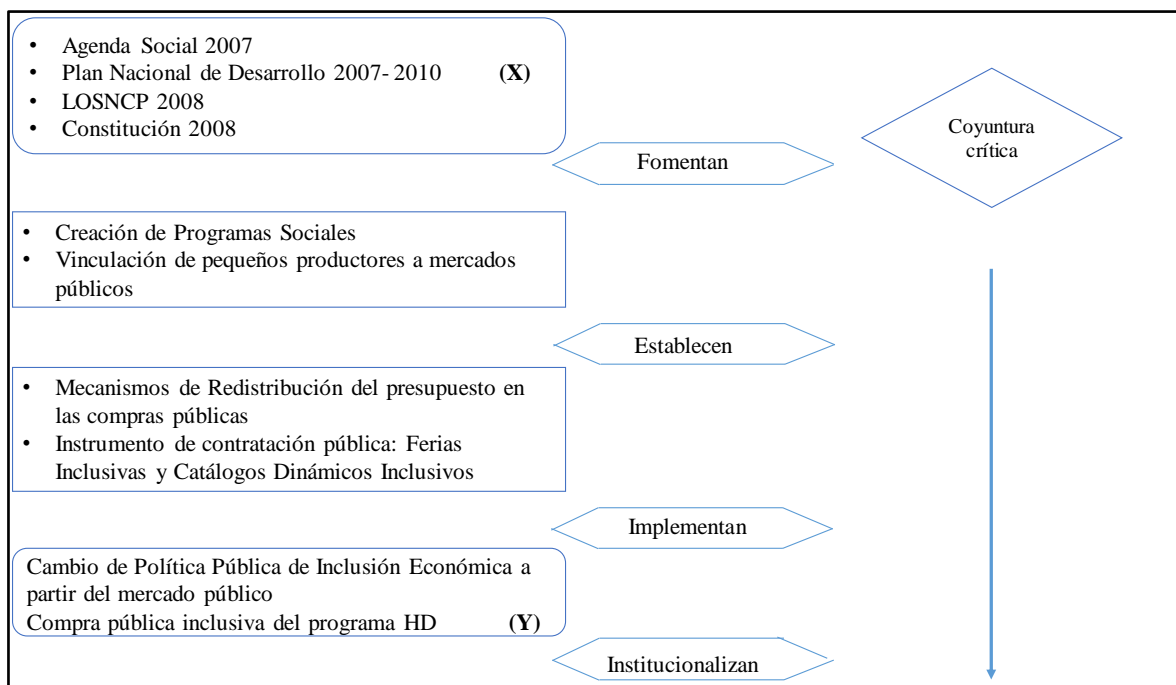 • Agenda Social 2007
• Plan Nacional de Desarrollo 2007- 2010 (X)
• LOSNCP 2008
• Constitución 2008
Coyuntura
crítica
Fomentan
• Creación de Programas Sociales
• Vinculación de pequeños productores a mercados
públicos
Establecen
• Mecanismos de Redistribución del presupuesto en
las compras públicas
• Instrumento de contratación pública: Ferias
Inclusivas y Catálogos Dinámicos Inclusivos
Implementan
Cambio de Política Pública de Inclusión Económica a
partir del mercado público
Compra pública inclusiva del programa HD (Y)
Institucionalizan